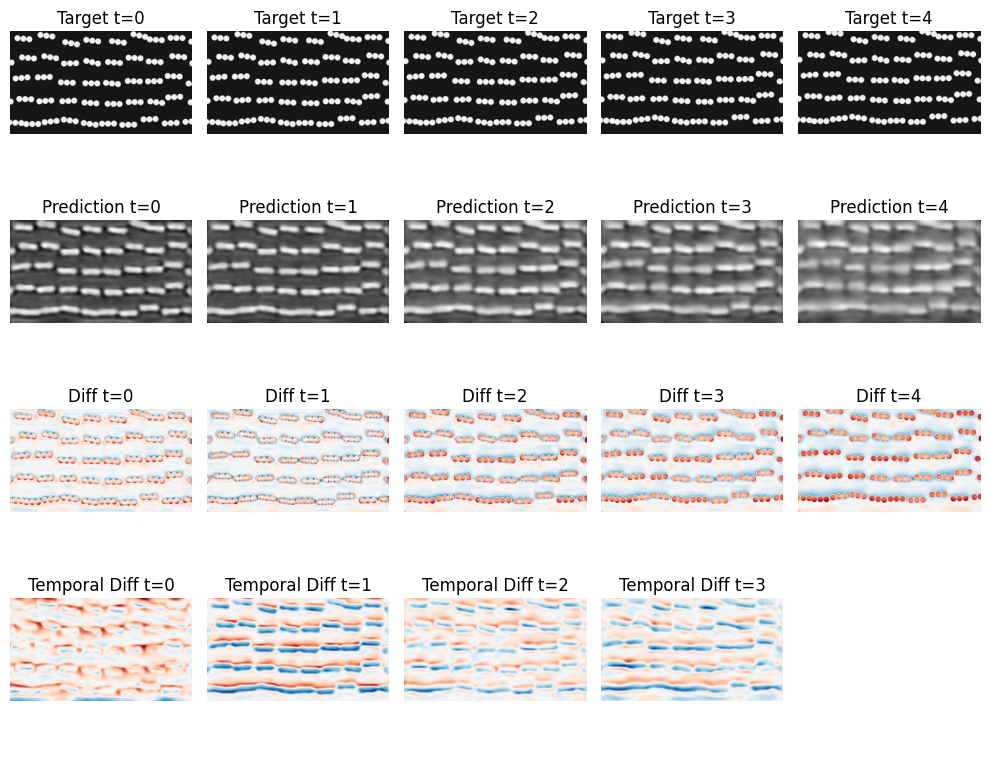 Target t=0 Target t=1 Target t=2 Target t=3 Target t=4
Prediction t=0 Prediction t=1 Prediction t=2 Prediction t=3 Prediction t=4
Diff t=0 Diff t=1 Diff t=2 Diff t=3 Diff t=4
Temporal Diff t=0 Temporal Diff t=1 Temporal Diff t=2 Temporal Diff t=3